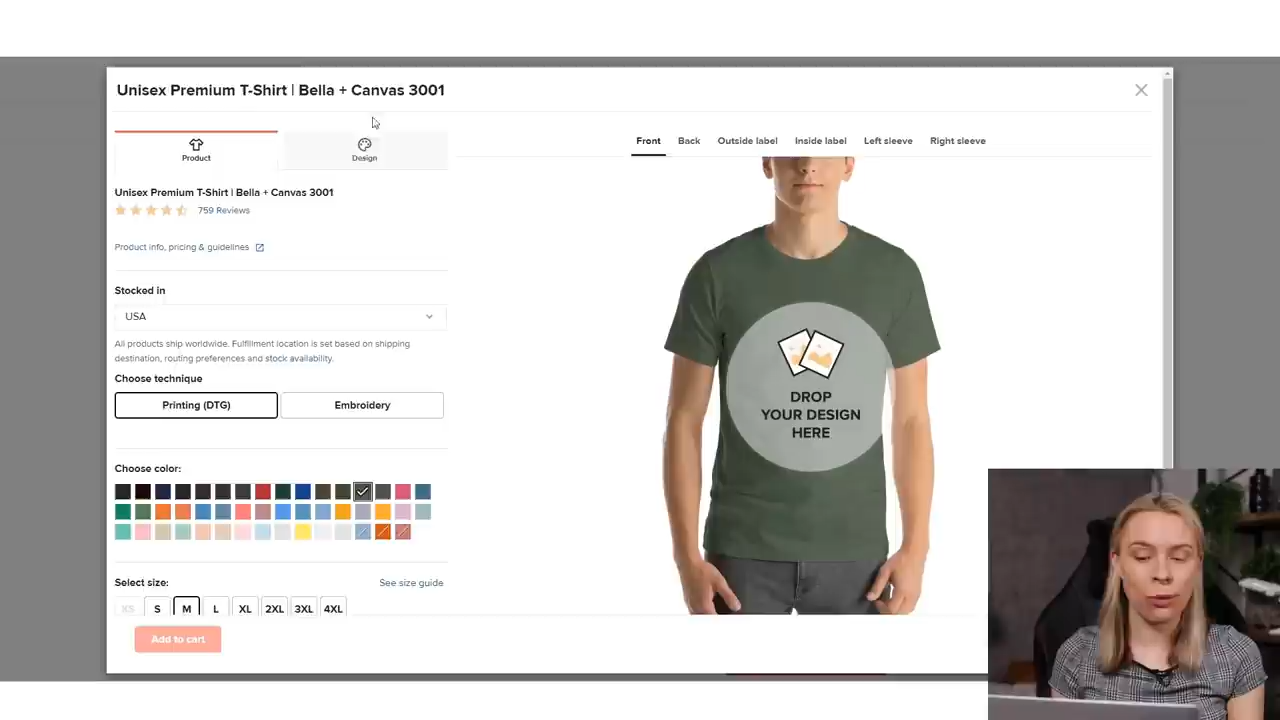 Unisex Premium T-Shirt | Bella + Canvas 3001
Product
Design
Unisex Premium T-Shirt | Bella + Canvas 3001
759 Reviews
Product info, pricing & guidelines
Stocked in
USA
All products ship worldwide. Fulfillment location is set based on shipping
destination, routing preferences and stock availability.
Choose technique
Printing (DTG)
Embroidery
Choose color:
Select size:
See size guide
XS S M L XL 2XL 3XL 4XL
Add to cart
Front Back Outside label Inside label Left sleeve Right sleeve
DROP
YOUR DESIGN
HERE